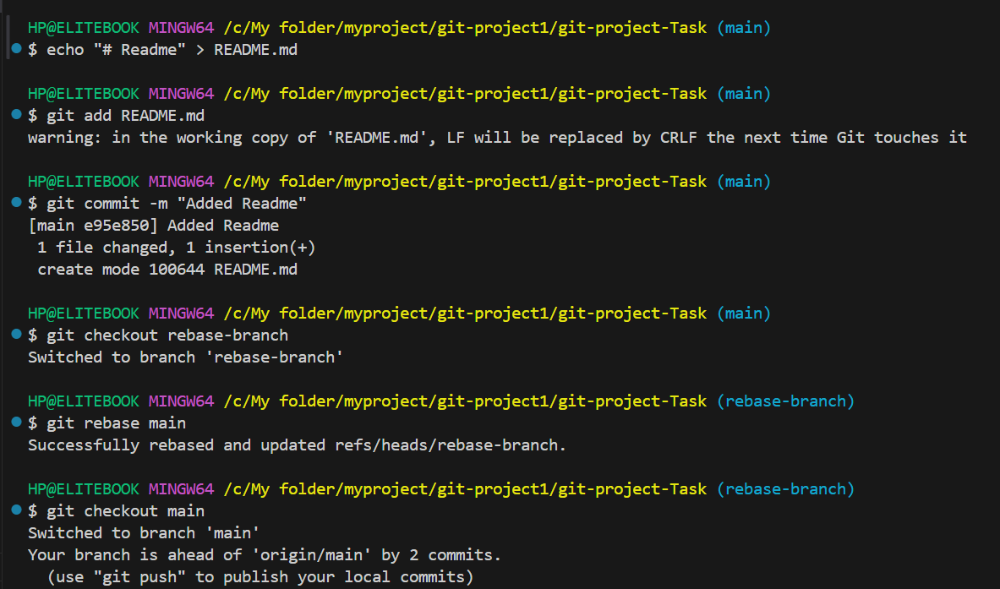 HP@ELITEBOOK MINGW64 /c/My folder/myproject/git-project1/git-project-Task (main)
$ echo "# Readme" > README.md
HP@ELITEBOOK MINGW64 /c/My folder/myproject/git-project1/git-project-Task (main)
$ git add README.md
warning: in the working copy of 'README.md', LF will be replaced by CRLF the next time Git touches it
HP@ELITEBOOK MINGW64 /c/My folder/myproject/git-project1/git-project-Task (main)
$ git commit -m "Added Readme"
[main e95e850] Added Readme
 1 file changed, 1 insertion(+)
 create mode 100644 README.md
HP@ELITEBOOK MINGW64 /c/My folder/myproject/git-project1/git-project-Task (main)
$ git checkout rebase-branch
Switched to branch 'rebase-branch'
HP@ELITEBOOK MINGW64 /c/My folder/myproject/git-project1/git-project-Task (rebase-branch)
$ git rebase main
Successfully rebased and updated refs/heads/rebase-branch.
HP@ELITEBOOK MINGW64 /c/My folder/myproject/git-project1/git-project-Task (rebase-branch)
$ git checkout main
Switched to branch 'main'
Your branch is ahead of 'origin/main' by 2 commits.
  (use "git push" to publish your local commits)